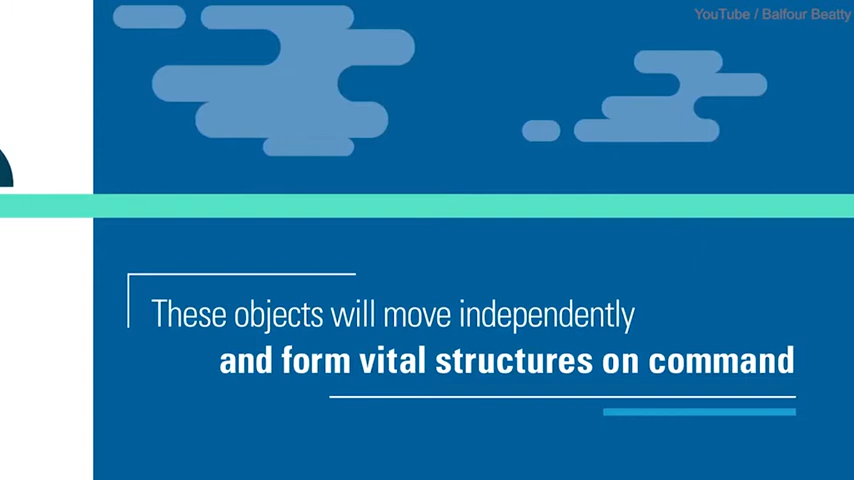 YouTube / Balfour Beatty
These objects will move independently
and form vital structures on command